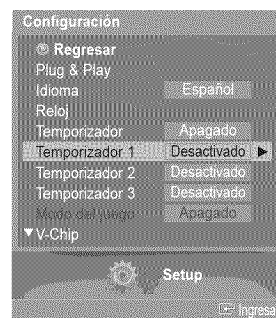 Configuración
Regresar
Plug & Play
Idioma Español
Reloj
Temporizador Apagado
Temporizador 1 Desactivado ▶
Temporizador 2 Desactivado
Temporizador 3 Desactivado
Modo del juego Apagado
▼V-Chip
Setup
Ingresa